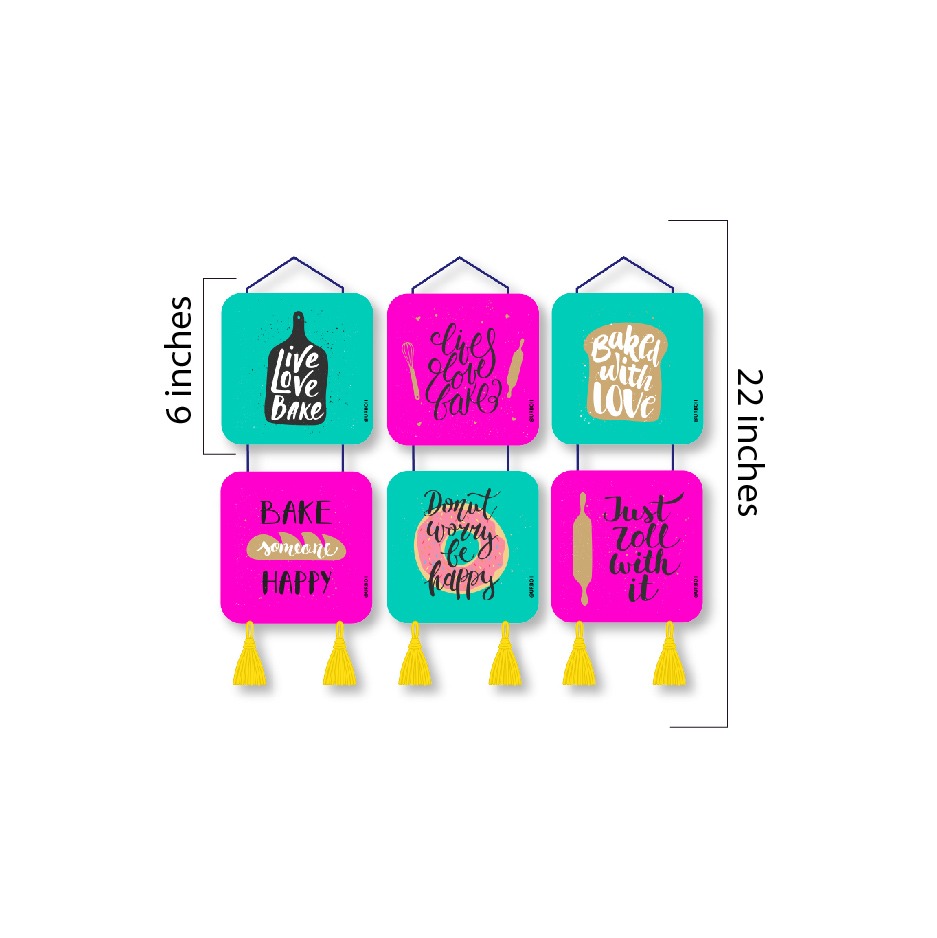 6 inches
22 inches
Live
Love
BAKE
live
love
bake
Baked
with
LOVE
BAKE
someone
HAPPY
Donut
worry
be
happy
Just
roll
with
it